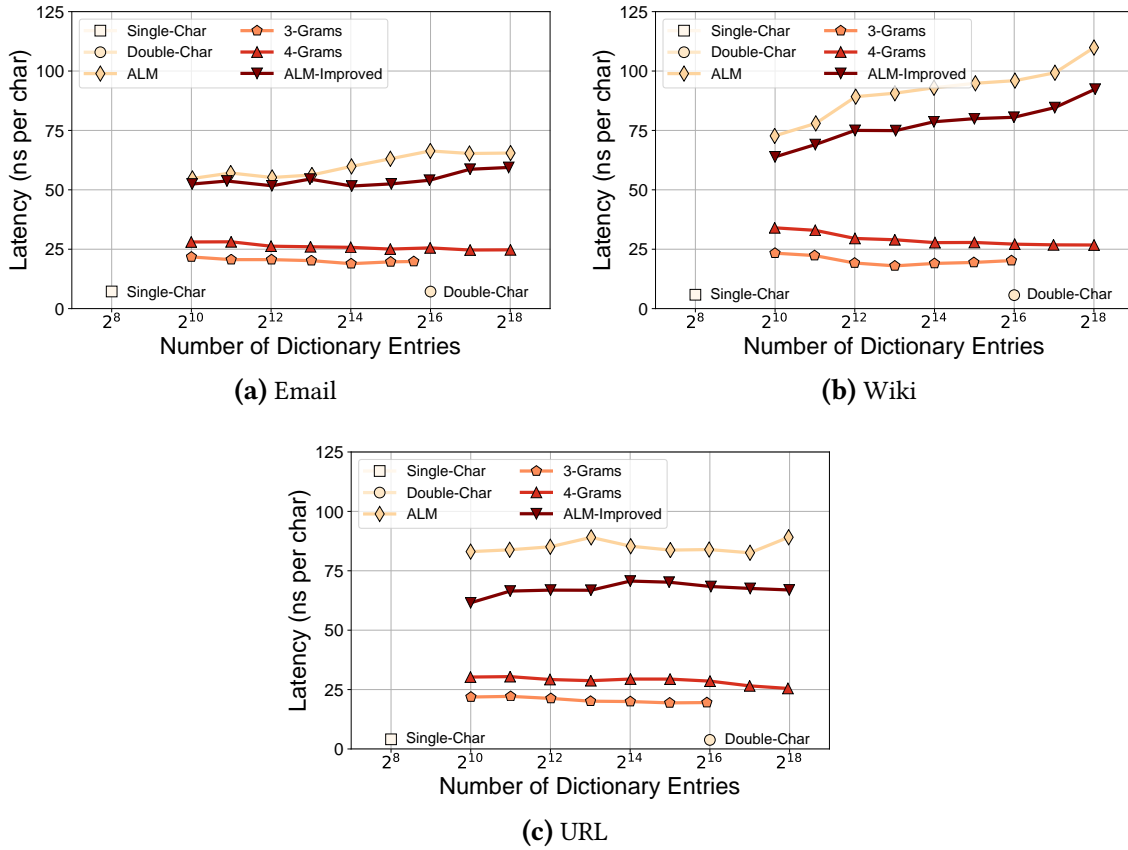 125
100
75
50
25
0
Latency (ns per char)
Single-Char
Double-Char
ALM
3-Grams
4-Grams
ALM-Improved
Single-Char
Double-Char
2^8 2^10 2^12 2^14 2^16 2^18
Number of Dictionary Entries
(a) Email
125
100
75
50
25
0
Latency (ns per char)
Single-Char
Double-Char
ALM
3-Grams
4-Grams
ALM-Improved
Single-Char
Double-Char
2^8 2^10 2^12 2^14 2^16 2^18
Number of Dictionary Entries
(b) Wiki
125
100
75
50
25
0
Latency (ns per char)
Single-Char
Double-Char
ALM
3-Grams
4-Grams
ALM-Improved
Single-Char
Double-Char
2^8 2^10 2^12 2^14 2^16 2^18
Number of Dictionary Entries
(c) URL